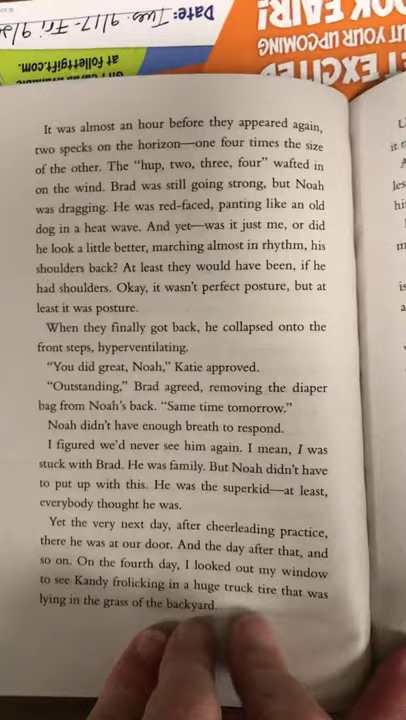 Date: Tues. 9/17-Fri 9/20
OK FAIR!
UT YOUR UPCOMING
EXCITED
at follettgift.com.
It was almost an hour before they appeared again,
two specks on the horizon—one four times the size
of the other. The “hup, two, three, four” wafted in
on the wind. Brad was still going strong, but Noah
was dragging. He was red-faced, panting like an old
dog in a heat wave. And yet—was it just me, or did
he look a little better, marching almost in rhythm, his
shoulders back? At least they would have been, if he
had shoulders. Okay, it wasn’t perfect posture, but at
least it was posture.
When they finally got back, he collapsed onto the
front steps, hyperventilating.
“You did great, Noah,” Katie approved.
“Outstanding,” Brad agreed, removing the diaper
bag from Noah’s back. “Same time tomorrow.”
Noah didn’t have enough breath to respond.
I figured we’d never see him again. I mean, I was
stuck with Brad. He was family. But Noah didn’t have
to put up with this. He was the superkid—at least,
everybody thought he was.
Yet the very next day, after cheerleading practice,
there he was at our door. And the day after that, and
so on. On the fourth day, I looked out my window
to see Kandy frolicking in a huge truck tire that was
lying in the grass of the backyard.